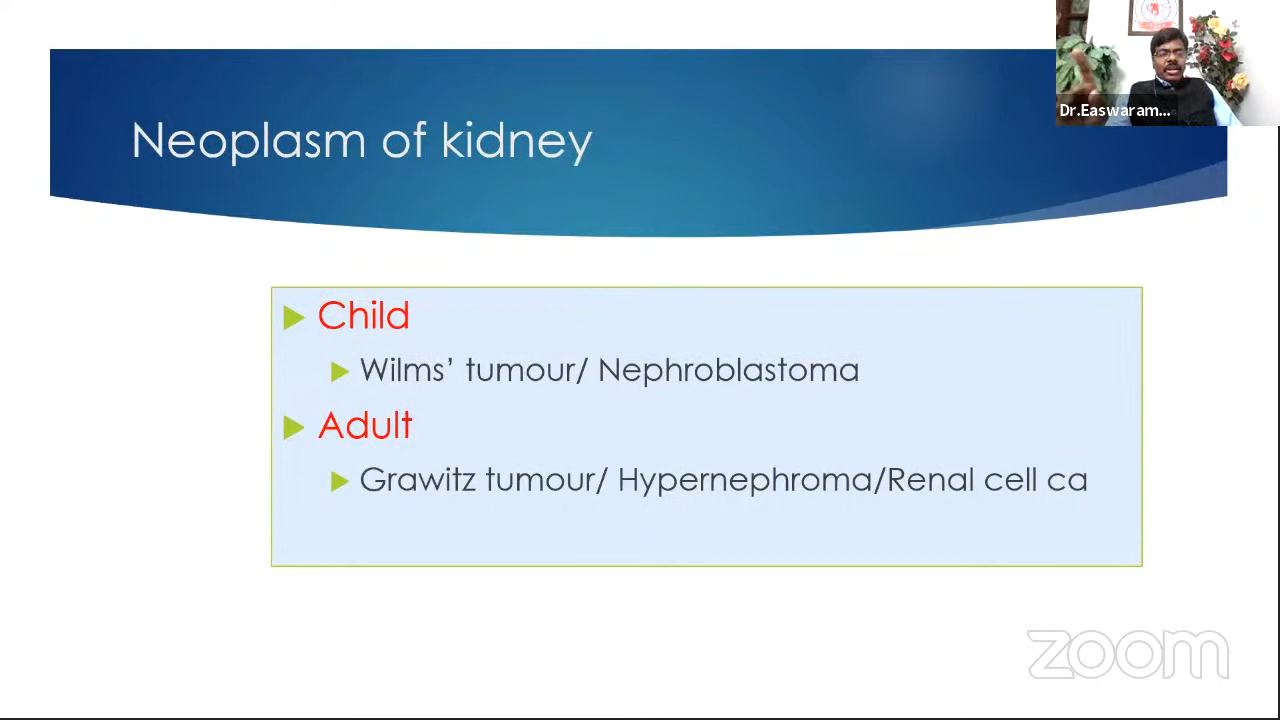 Dr.Easwaram...
Neoplasm of kidney
Child
Wilms’ tumour/ Nephroblastoma
Adult
Grawitz tumour/ Hypernephroma/Renal cell ca
zoom